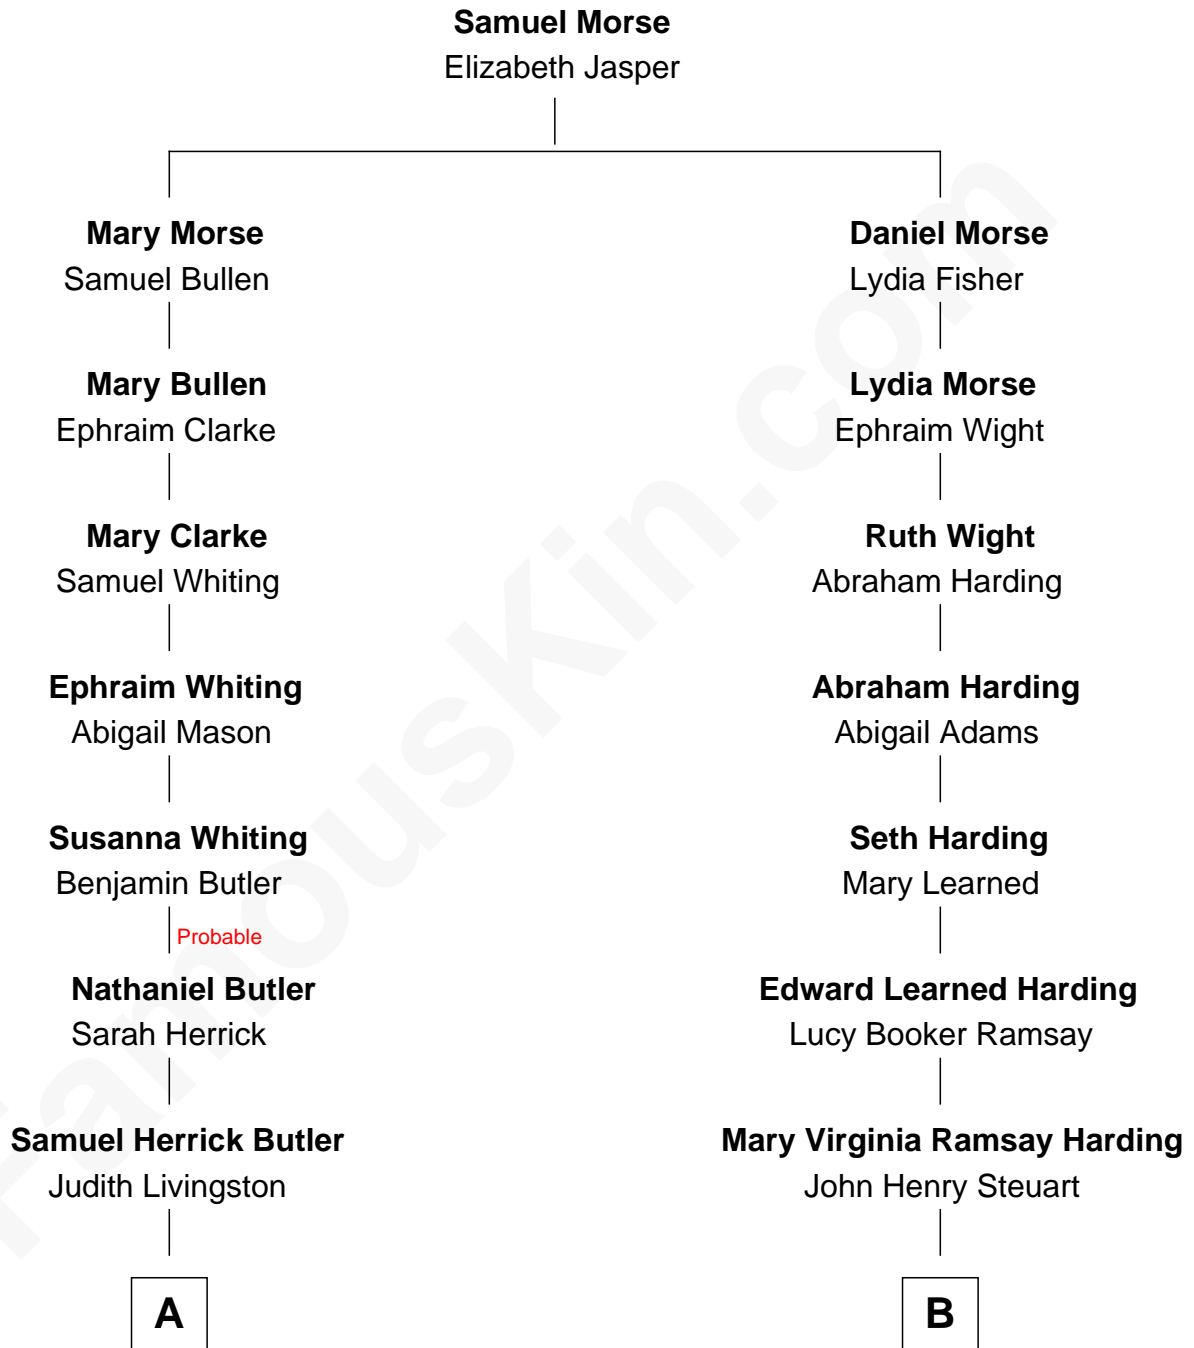 Samuel Morse
Elizabeth Jasper
Mary Morse
Samuel Bullen
Daniel Morse
Lydia Fisher
Mary Bullen
Ephraim Clarke
Lydia Morse
Ephraim Wight
Mary Clarke
Samuel Whiting
Ruth Wight
Abraham Harding
Ephraim Whiting
Abigail Mason
Abraham Harding
Abigail Adams
Susanna Whiting
Benjamin Butler
Seth Harding
Mary Learned
Probable
Nathaniel Butler
Sarah Herrick
Edward Learned Harding
Lucy Booker Ramsay
Samuel Herrick Butler
Judith Livingston
Mary Virginia Ramsay Harding
John Henry Steuart
A
B
FamousKin.com